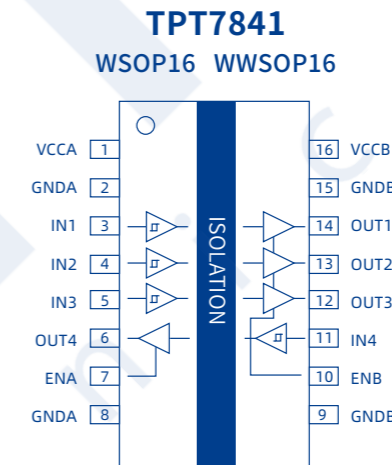 TPT7841
WSOP16 WWSOP16
VCCA 1
GNDA 2
IN1 3
IN2 4
IN3 5
OUT4 6
ENA 7
GNDA 8
ISOLATION
16 VCCB
15 GNDB
14 OUT1
13 OUT2
12 OUT3
11 IN4
10 ENB
9 GNDB